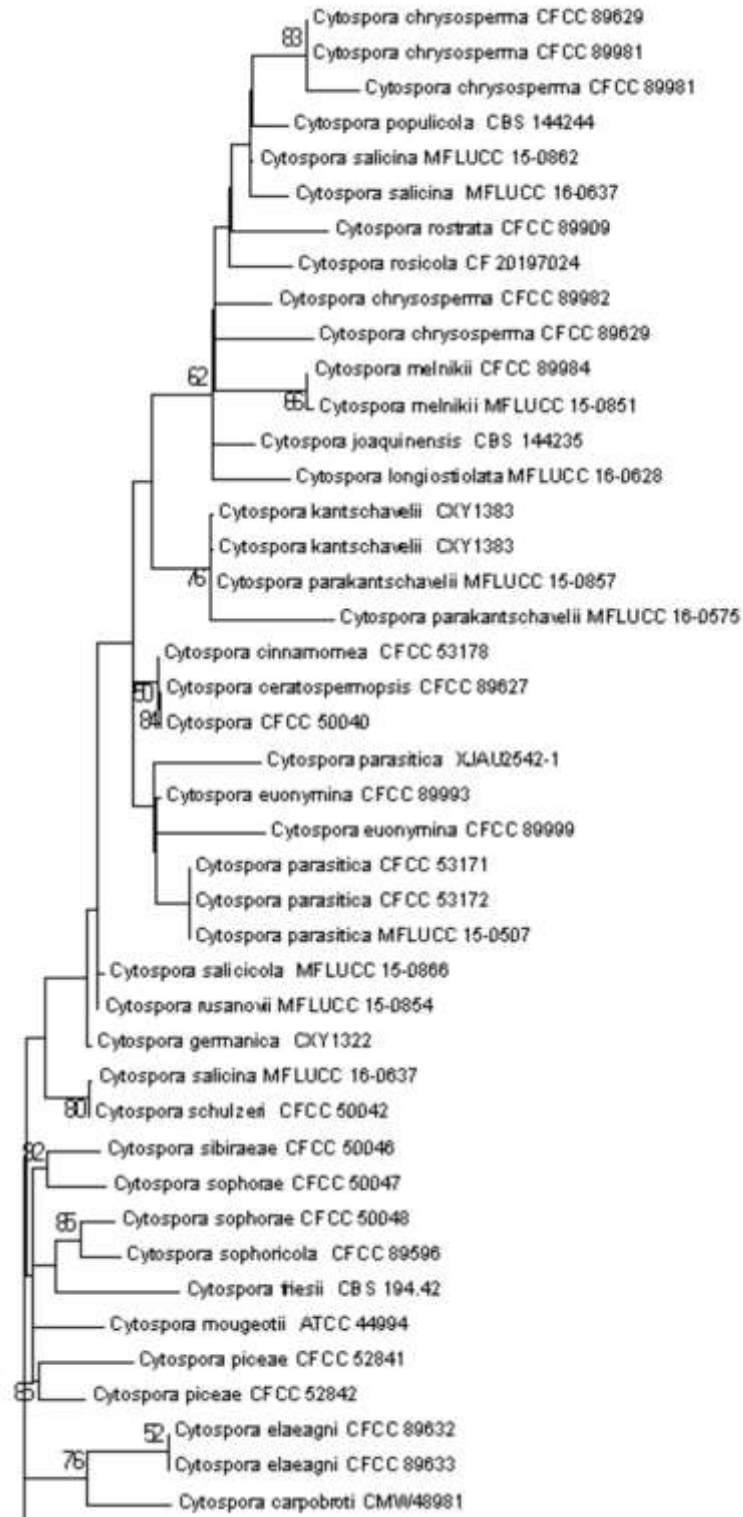 Cytospora chrysosperma CFCC 89629
83
Cytospora chrysosperma CFCC 89981
Cytospora chrysosperma CFCC 89981
Cytospora populicola CBS 144244
Cytospora salicina MFLUCC 15-0862
Cytospora salicina MFLUCC 16-0637
Cytospora rostrata CFCC 89909
Cytospora rosicola CF 20197024
Cytospora chrysosperma CFCC 89982
Cytospora chrysosperma CFCC 89629
62
Cytospora melnikii CFCC 89984
66
Cytospora melnikii MFLUCC 15-0851
Cytospora joaquinensis CBS 144235
Cytospora longiostiolata MFLUCC 16-0628
Cytospora kantschavelii CXY1383
Cytospora kantschavelii CXY1383
76
Cytospora parakantschavelii MFLUCC 15-0857
Cytospora parakantschavelii MFLUCC 16-0575
Cytospora cinnamomea CFCC 53178
Cytospora ceratospermopsis CFCC 89627
84
Cytospora CFCC 50040
Cytospora parasitica XJAU2542-1
Cytospora euonymina CFCC 89993
Cytospora euonymina CFCC 89999
Cytospora parasitica CFCC 53171
Cytospora parasitica CFCC 53172
Cytospora parasitica MFLUCC 15-0507
Cytospora salicicola MFLUCC 15-0866
Cytospora rusanovii MFLUCC 15-0854
Cytospora germanica CXY1322
Cytospora salicina MFLUCC 16-0637
80
Cytospora schulzeri CFCC 50042
Cytospora sibiraeae CFCC 50046
Cytospora sophorae CFCC 50047
85
Cytospora sophorae CFCC 50048
Cytospora sophoricola CFCC 89596
Cytospora friesii CBS 194.42
Cytospora mougeotii ATCC 44994
Cytospora piceae CFCC 52841
Cytospora piceae CFCC 52842
52
Cytospora elaeagni CFCC 89632
76
Cytospora elaeagni CFCC 89633
Cytospora carpobroti CMW48981